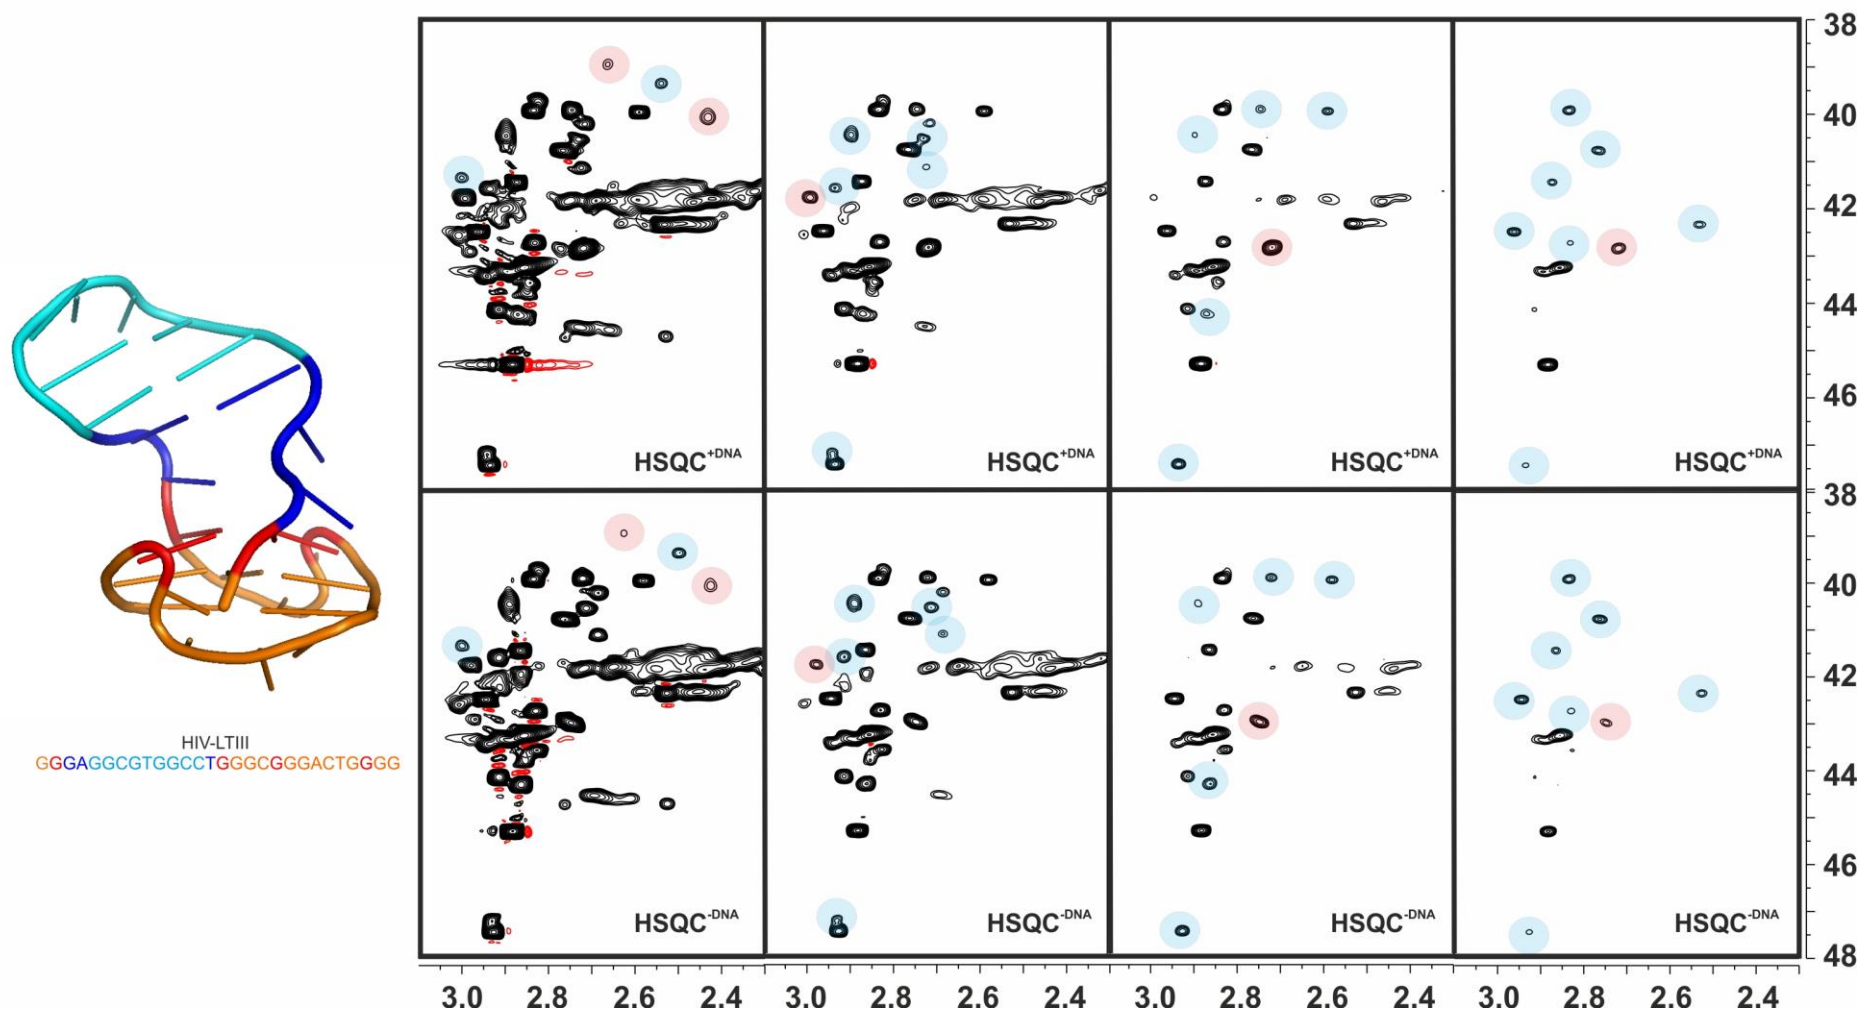 38
40
42
44
46
HSQC+DNA HSQC+DNA HSQC+DNA HSQC+DNA
38
40
42
44
46
HSQC-DNA HSQC-DNA HSQC-DNA HSQC-DNA
48
3.0 2.8 2.6 2.4 3.0 2.8 2.6 2.4 3.0 2.8 2.6 2.4 3.0 2.8 2.6 2.4
HIV-LTIII
GGGAGGCGTGGCCTGGGCGGGACTGGGG